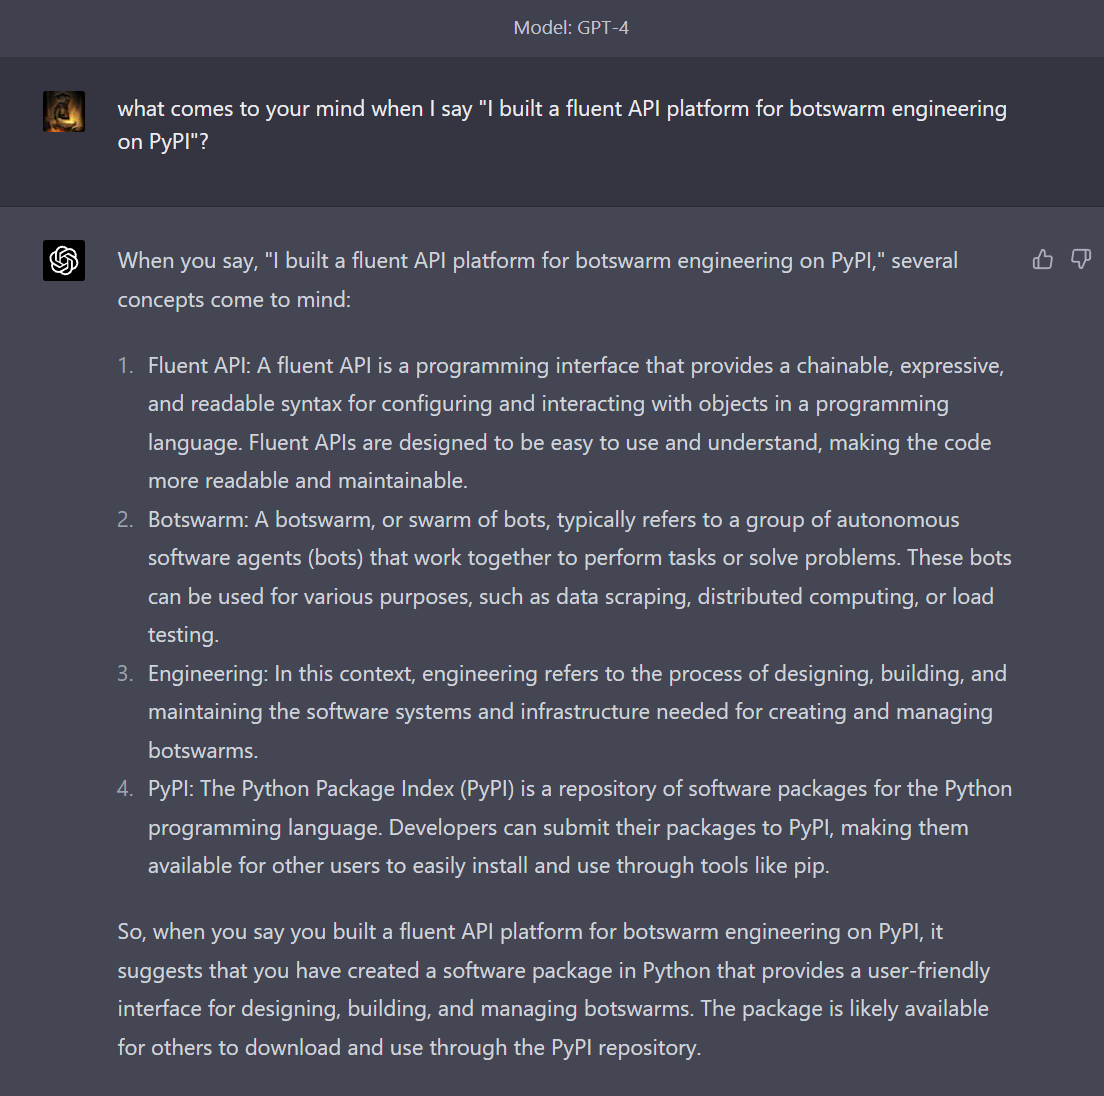 Model: GPT-4
what comes to your mind when I say "I built a fluent API platform for botswarm engineering
on PyPI"?
When you say, "I built a fluent API platform for botswarm engineering on PyPI," several
concepts come to mind:
1. Fluent API: A fluent API is a programming interface that provides a chainable, expressive,
and readable syntax for configuring and interacting with objects in a programming
language. Fluent APIs are designed to be easy to use and understand, making the code
more readable and maintainable.
2. Botswarm: A botswarm, or swarm of bots, typically refers to a group of autonomous
software agents (bots) that work together to perform tasks or solve problems. These bots
can be used for various purposes, such as data scraping, distributed computing, or load
testing.
3. Engineering: In this context, engineering refers to the process of designing, building, and
maintaining the software systems and infrastructure needed for creating and managing
botswarms.
4. PyPI: The Python Package Index (PyPI) is a repository of software packages for the Python
programming language. Developers can submit their packages to PyPI, making them
available for other users to easily install and use through tools like pip.
So, when you say you built a fluent API platform for botswarm engineering on PyPI, it
suggests that you have created a software package in Python that provides a user-friendly
interface for designing, building, and managing botswarms. The package is likely available
for others to download and use through the PyPI repository.